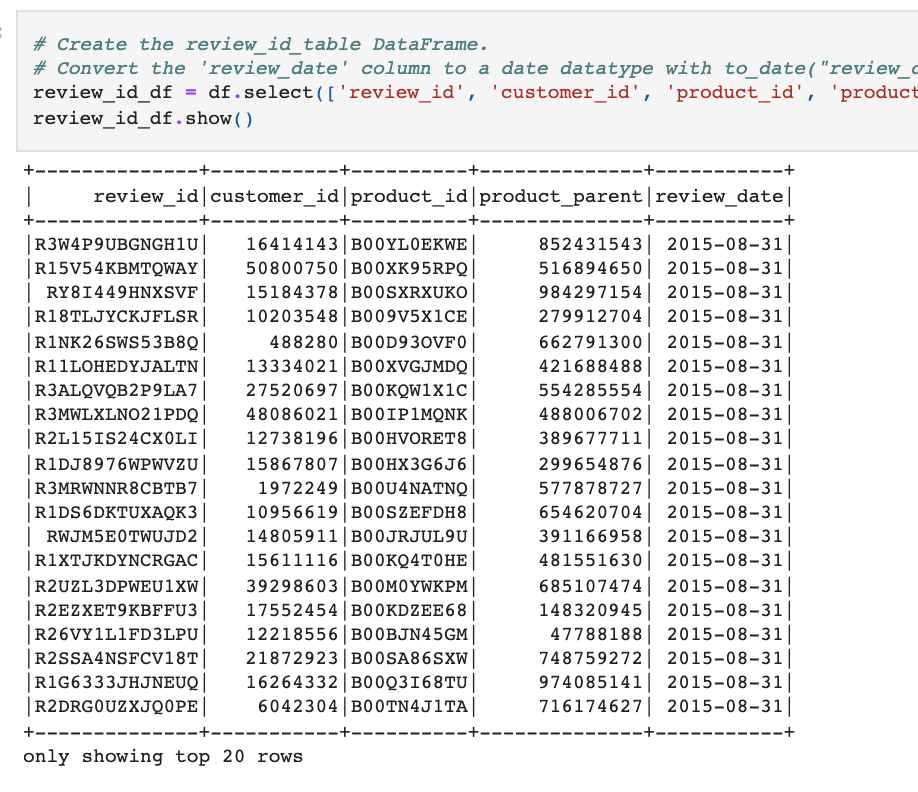 # Create the review_id_table DataFrame.
# Convert the 'review_date' column to a date datatype with to_date("review_d
review_id_df = df.select(['review_id', 'customer_id', 'product_id', 'product
review_id_df.show()
+--------------+-----------+----------+--------------+-----------+
|     review_id|customer_id|product_id|product_parent|review_date|
+--------------+-----------+----------+--------------+-----------+
|R3W4P9UBGNGH1U|   16414143|B00YL0EKWE|     852431543| 2015-08-31|
|R15V54KBMTQWAY|   50800750|B00XK95RPQ|     516894650| 2015-08-31|
| RY8I449HNXSVF|   15184378|B00SXRXUKO|     984297154| 2015-08-31|
|R18TLJYCKJFLSR|   10203548|B009V5X1CE|     279912704| 2015-08-31|
|R1NK26SWS53B8Q|     488280|B00D93OVF0|     662791300| 2015-08-31|
|R11LOHEDYJALTN|   13334021|B00XVGJMDQ|     421688488| 2015-08-31|
|R3ALQVQB2P9LA7|   27520697|B00KQW1X1C|     554285554| 2015-08-31|
|R3MWLXLNO21PDQ|   48086021|B00IP1MQNK|     488006702| 2015-08-31|
|R2L15IS24CX0LI|   12738196|B00HVORET8|     389677711| 2015-08-31|
|R1DJ8976WPWVZU|   15867807|B00HX3G6J6|     299654876| 2015-08-31|
|R3MRWNNR8CBTB7|    1972249|B00U4NATNQ|     577878727| 2015-08-31|
|R1DS6DKTUXAQK3|   10956619|B00SZEFDH8|     654620704| 2015-08-31|
| RWJM5E0TWUJD2|   14805911|B00JRJUL9U|     391166958| 2015-08-31|
|R1XTJKDYNCRGAC|   15611116|B00KQ4T0HE|     481551630| 2015-08-31|
|R2UZL3DPWEU1XW|   39298603|B00M0YWKPM|     685107474| 2015-08-31|
|R2EZXET9KBFFU3|   17552454|B00KDZEE68|     148320945| 2015-08-31|
|R26VY1L1FD3LPU|   12218556|B00BJN45GM|      47788188| 2015-08-31|
|R2SSA4NSFCV18T|   21872923|B00SA86SXW|     748759272| 2015-08-31|
|R1G6333JHJNEUQ|   16264332|B00Q3I68TU|     974085141| 2015-08-31|
|R2DRG0UZXJQ0PE|    6042304|B00TN4J1TA|     716174627| 2015-08-31|
+--------------+-----------+----------+--------------+-----------+
only showing top 20 rows